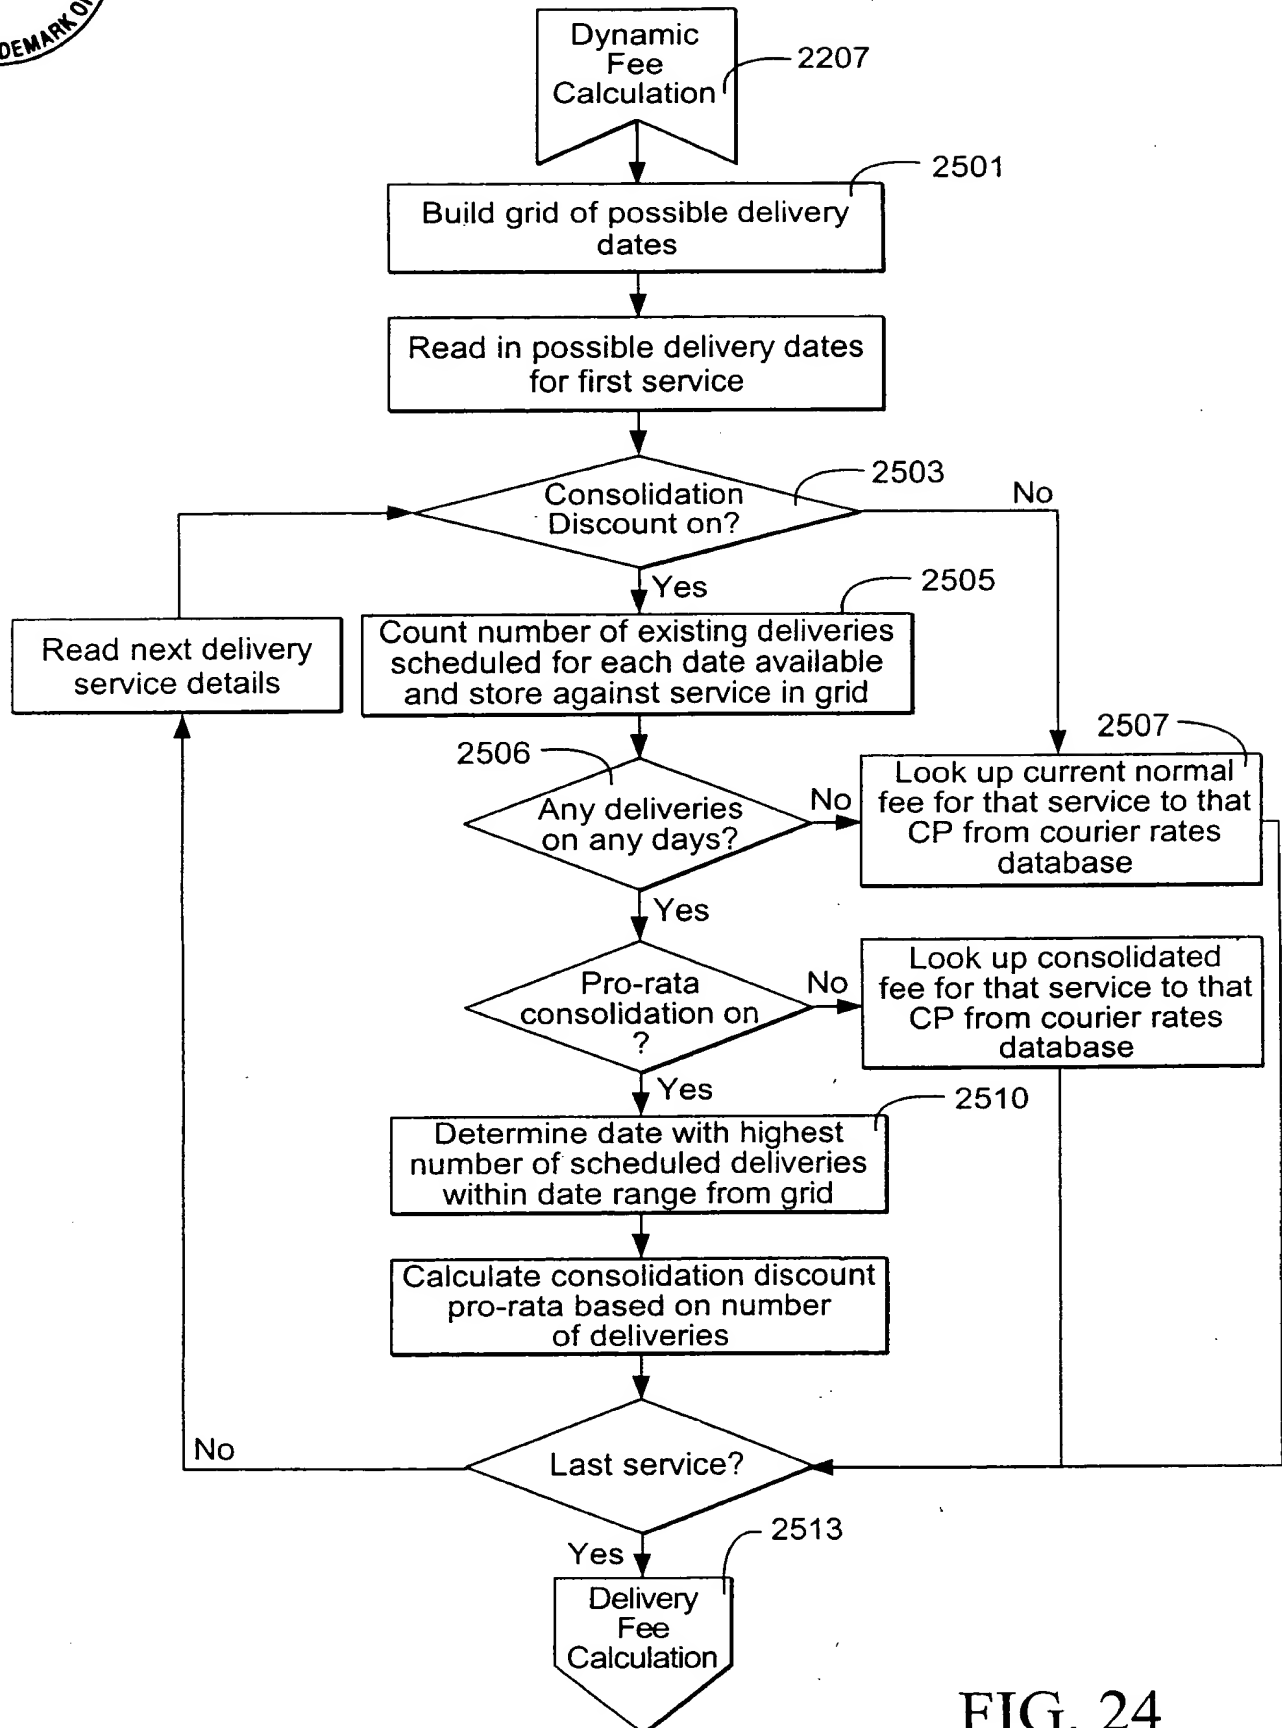 DEMARK
Dynamic
Fee
Calculation
2207
2501
Build grid of possible delivery
dates
Read in possible delivery dates
for first service
2503
Consolidation
Discount on?
No
Yes
2505
Read next delivery
service details
Count number of existing deliveries
scheduled for each date available
and store against service in grid
2506
2507
Any deliveries
on any days?
No
Look up current normal
fee for that service to that
CP from courier rates
database
Yes
Pro-rata
consolidation on
?
No
Look up consolidated
fee for that service to that
CP from courier rates
database
Yes
2510
Determine date with highest
number of scheduled deliveries
within date range from grid
Calculate consolidation discount
pro-rata based on number
of deliveries
No
Last service?
Yes
2513
Delivery
Fee
Calculation
FIG. 24